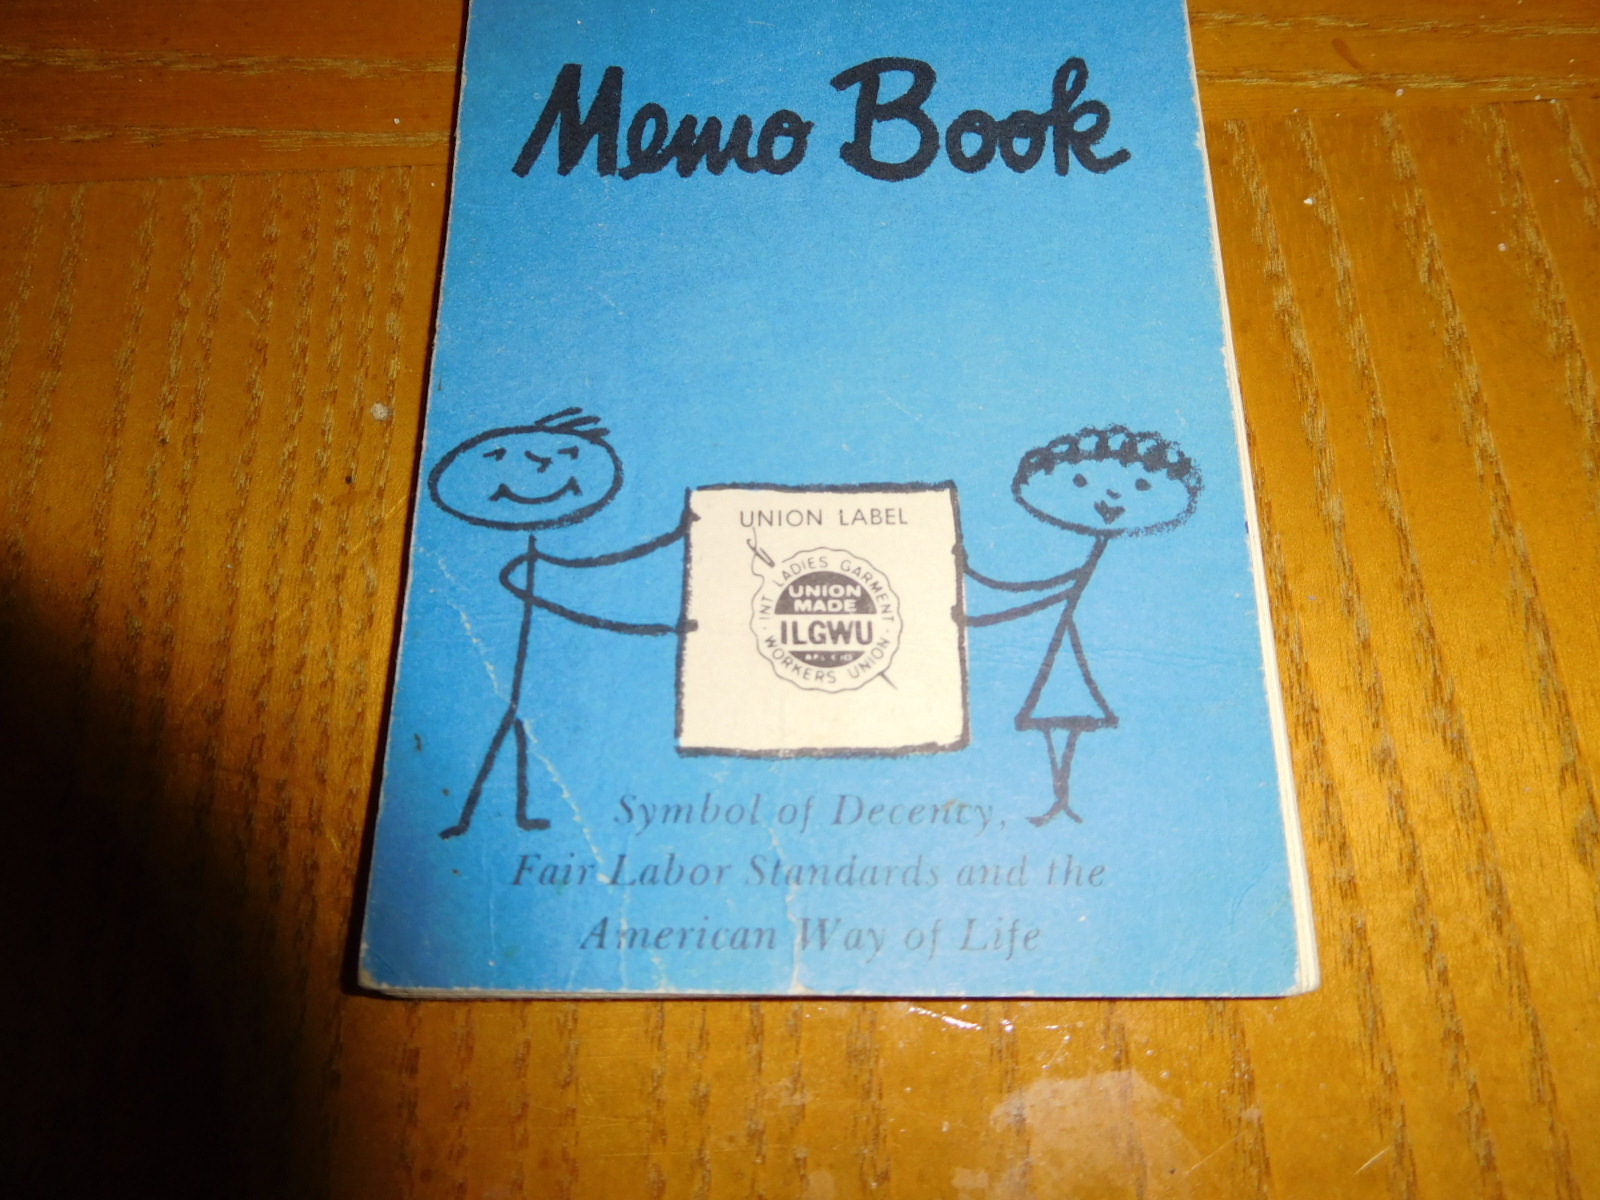 Memo Book
UNION LABEL
INT LADIES GARMENT
WORKERS UNION
UNION
MADE
ILGWU
Symbol of Decency,
Fair Labor Standards and the
American Way of Life